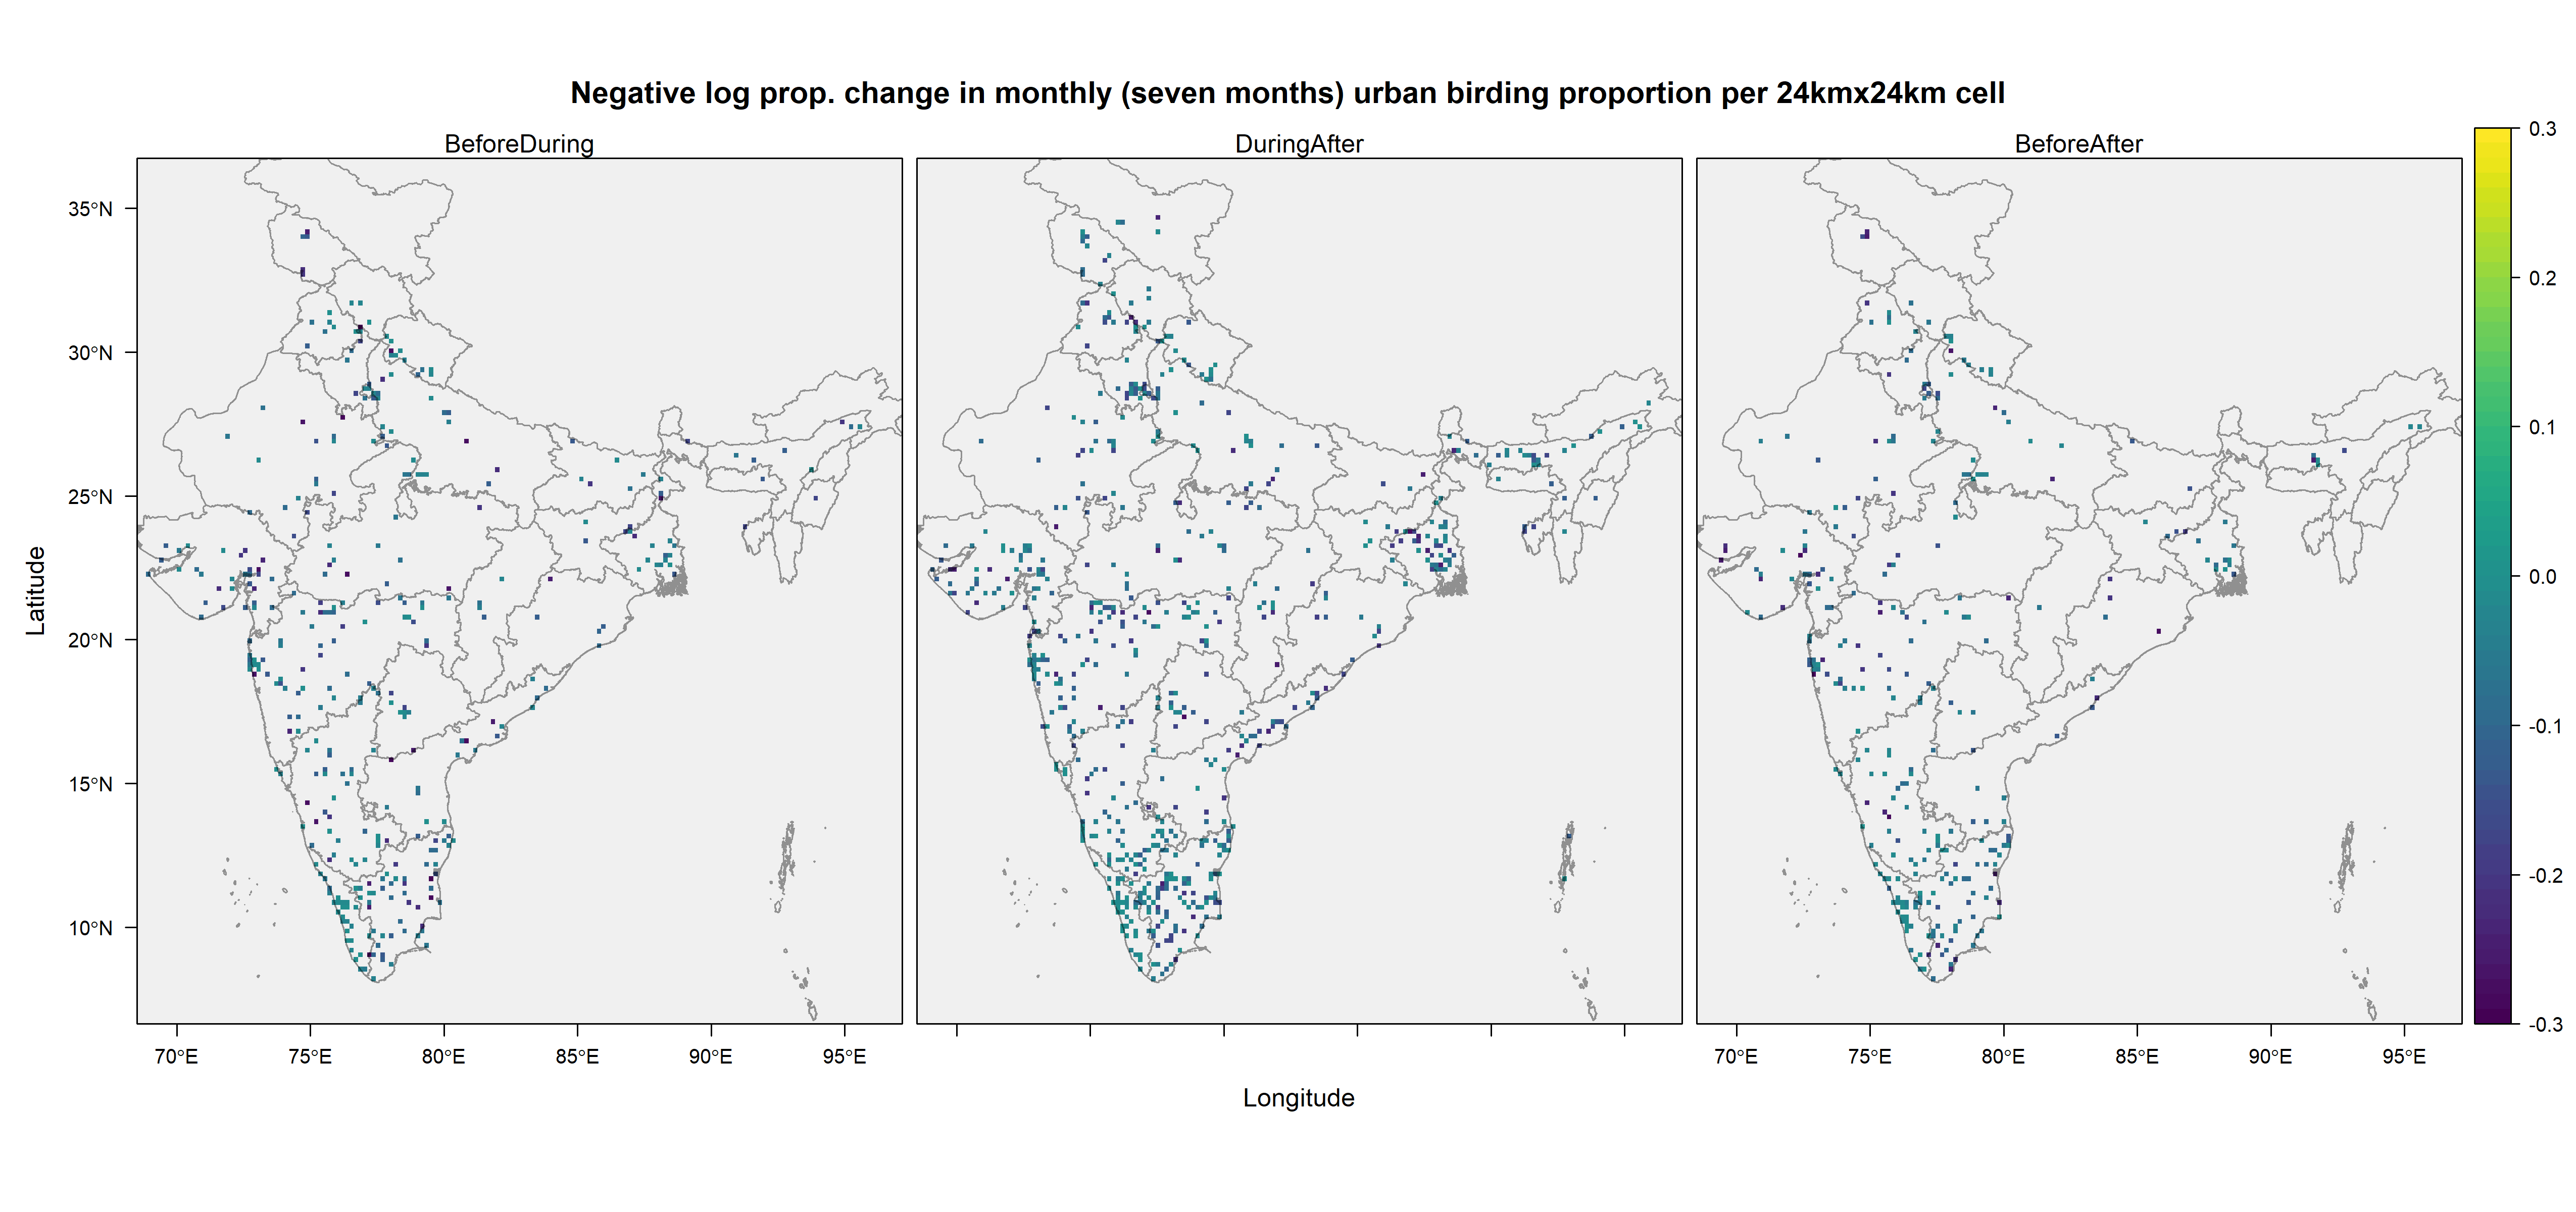 Negative log prop. change in monthly (seven months) urban birding proportion per 24kmx24km cell
BeforeDuring
DuringAfter
BeforeAfter
35°N
30°N
25°N
20°N
15°N
10°N
Latitude
70°E 75°E 80°E 85°E 90°E 95°E
70°E 75°E 80°E 85°E 90°E 95°E
Longitude
0.3
0.2
0.1
0.0
-0.1
-0.2
-0.3